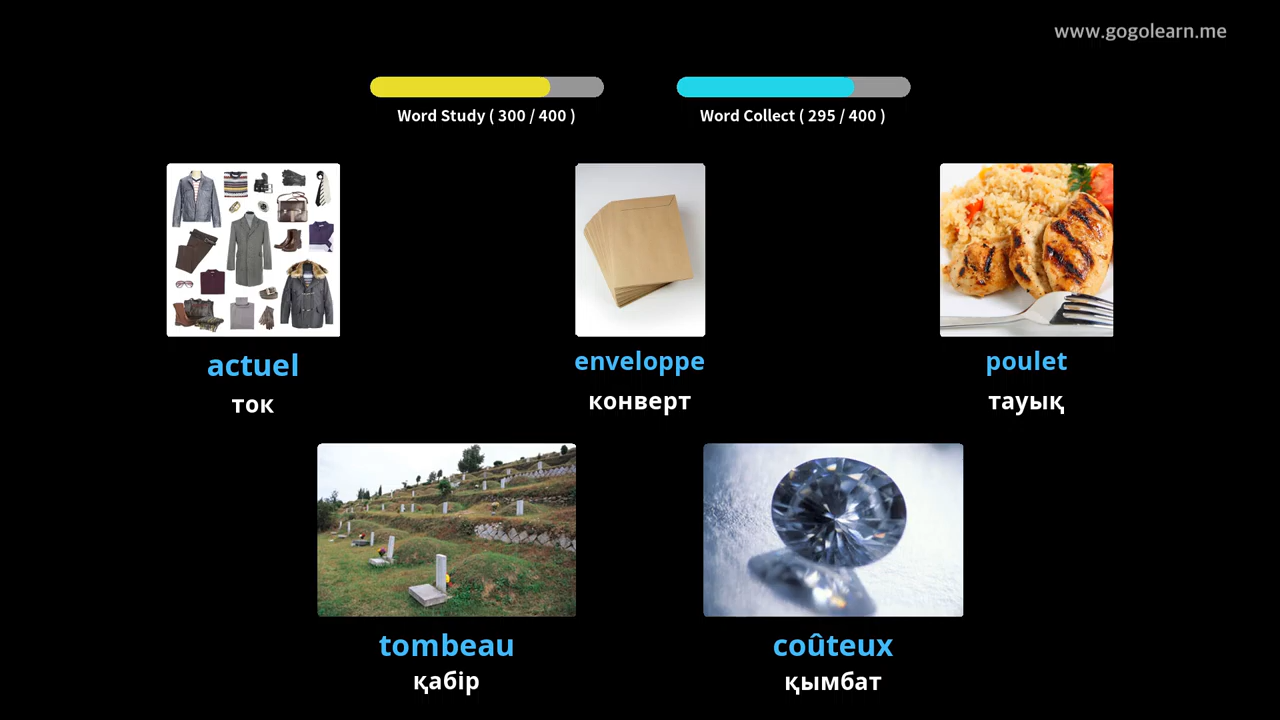 www.gogolearn.me
Word Study ( 300 / 400 )
Word Collect ( 295 / 400 )
actuel
ток
enveloppe
конверт
poulet
тауық
tombeau
қабір
coûteux
қымбат